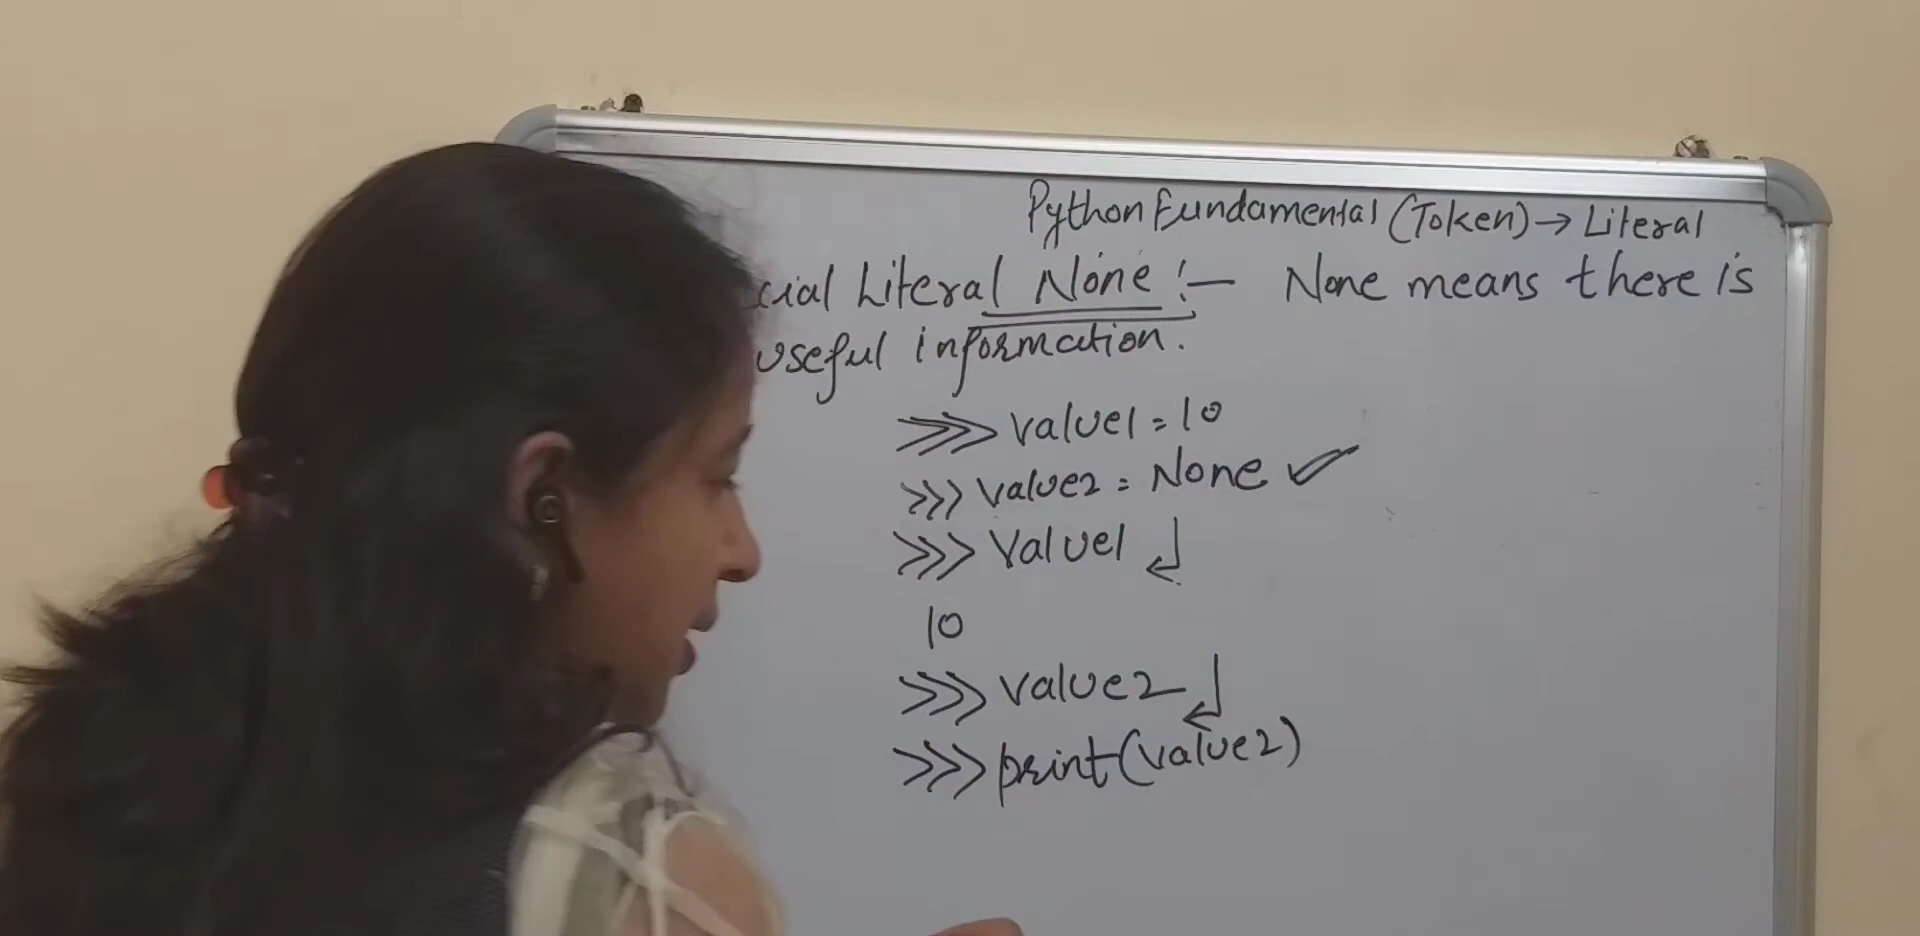 Python Fundamental (Token) → Literal
cial Literal None :- None means there is
useful information.
>>> value1 = 10
>>> value2 = None ✓
>>> Value1 ↲
10
>>> value2 ↲
>>> print(value2)